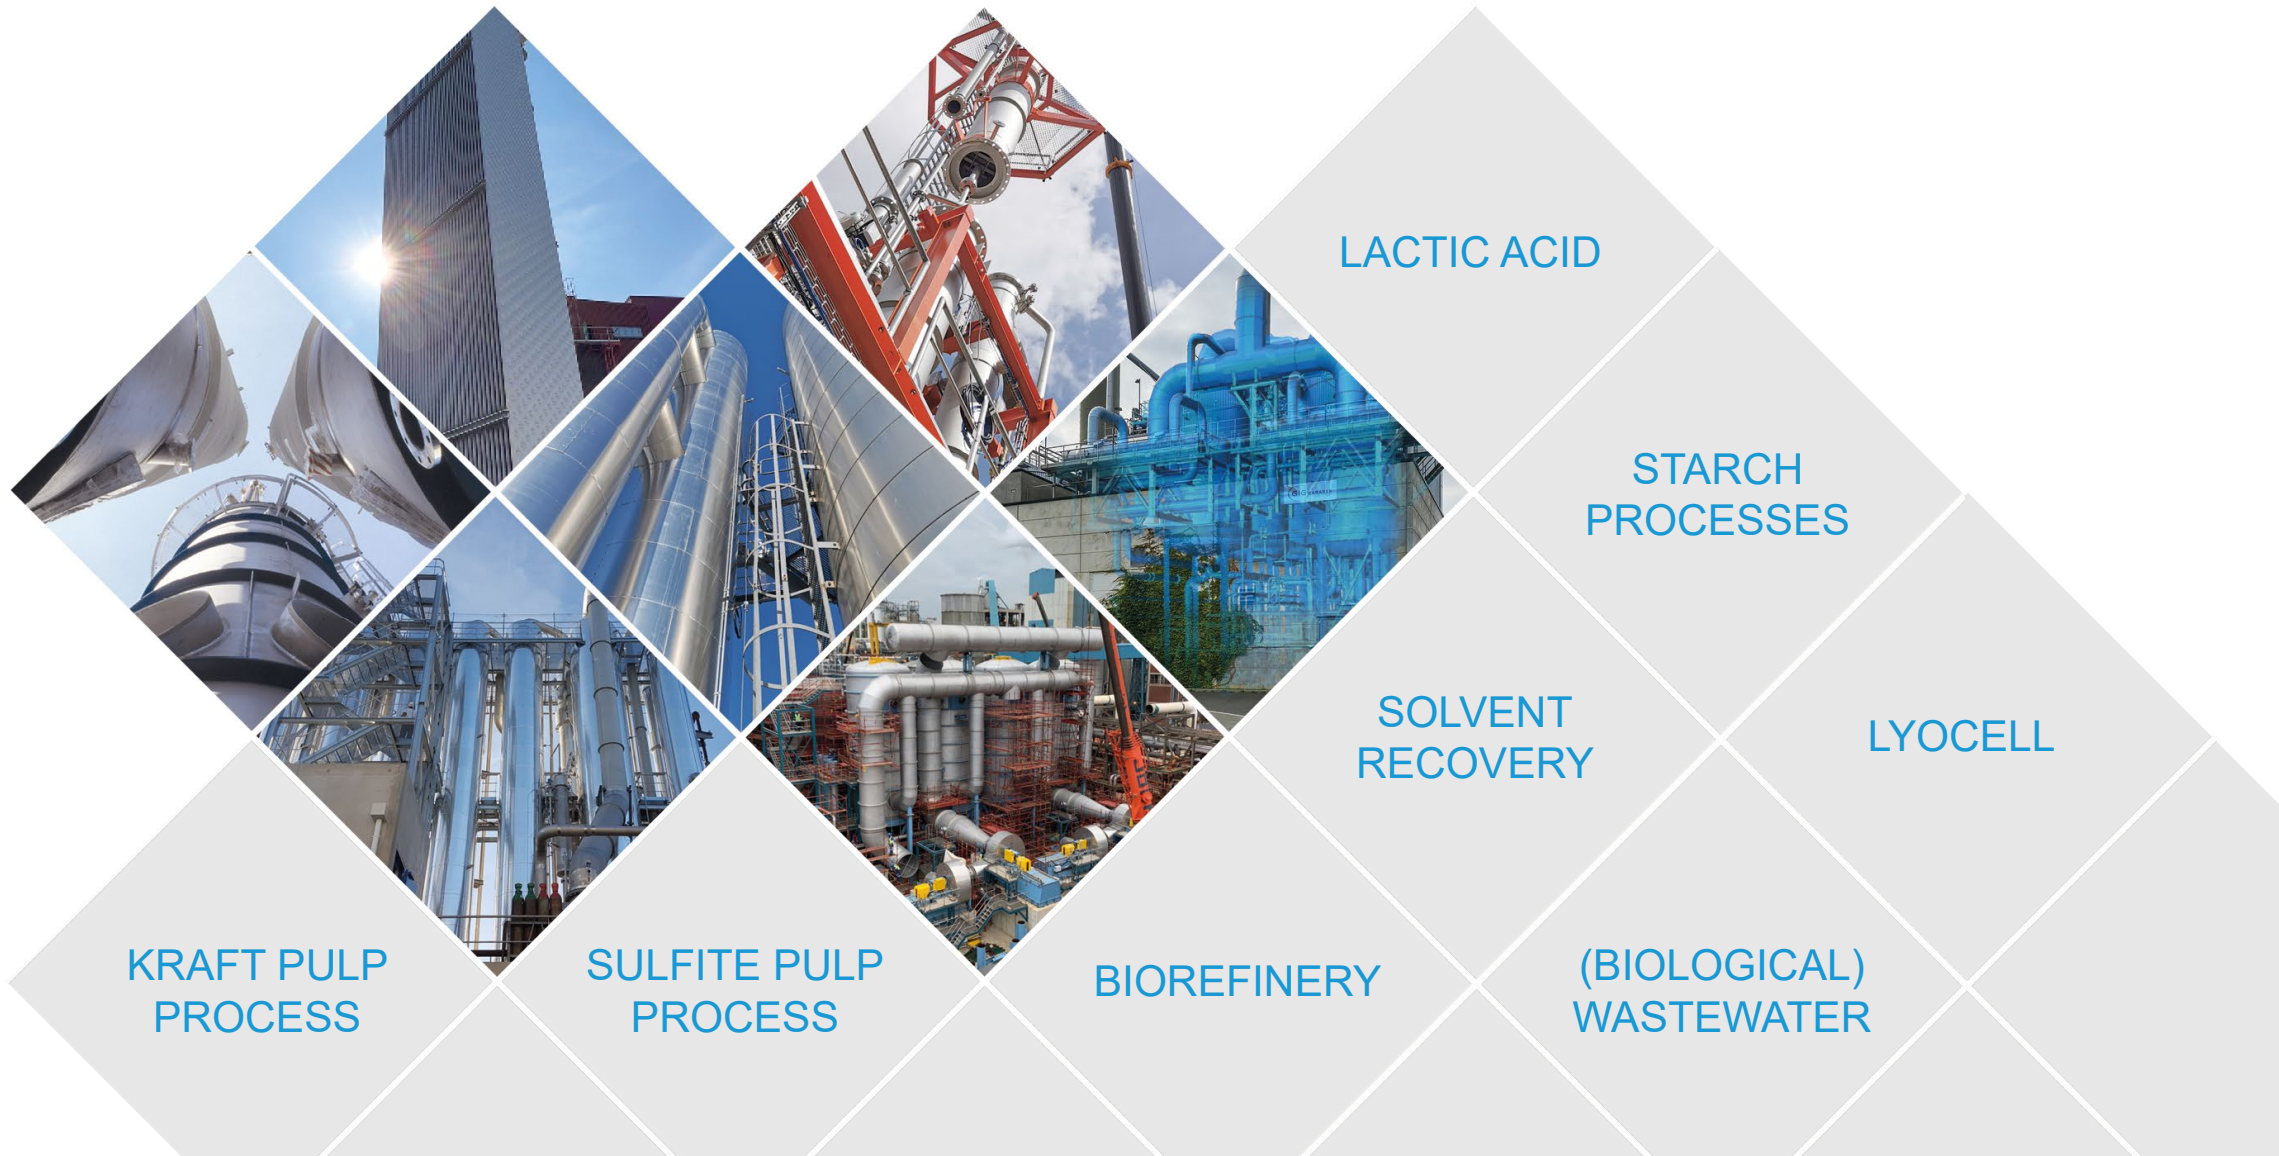 LACTIC ACID
STARCH
PROCESSES
SOLVENT
RECOVERY
LYOCELL
KRAFT PULP
PROCESS
SULFITE PULP
PROCESS
BIOREFINERY
(BIOLOGICAL)
WASTEWATER